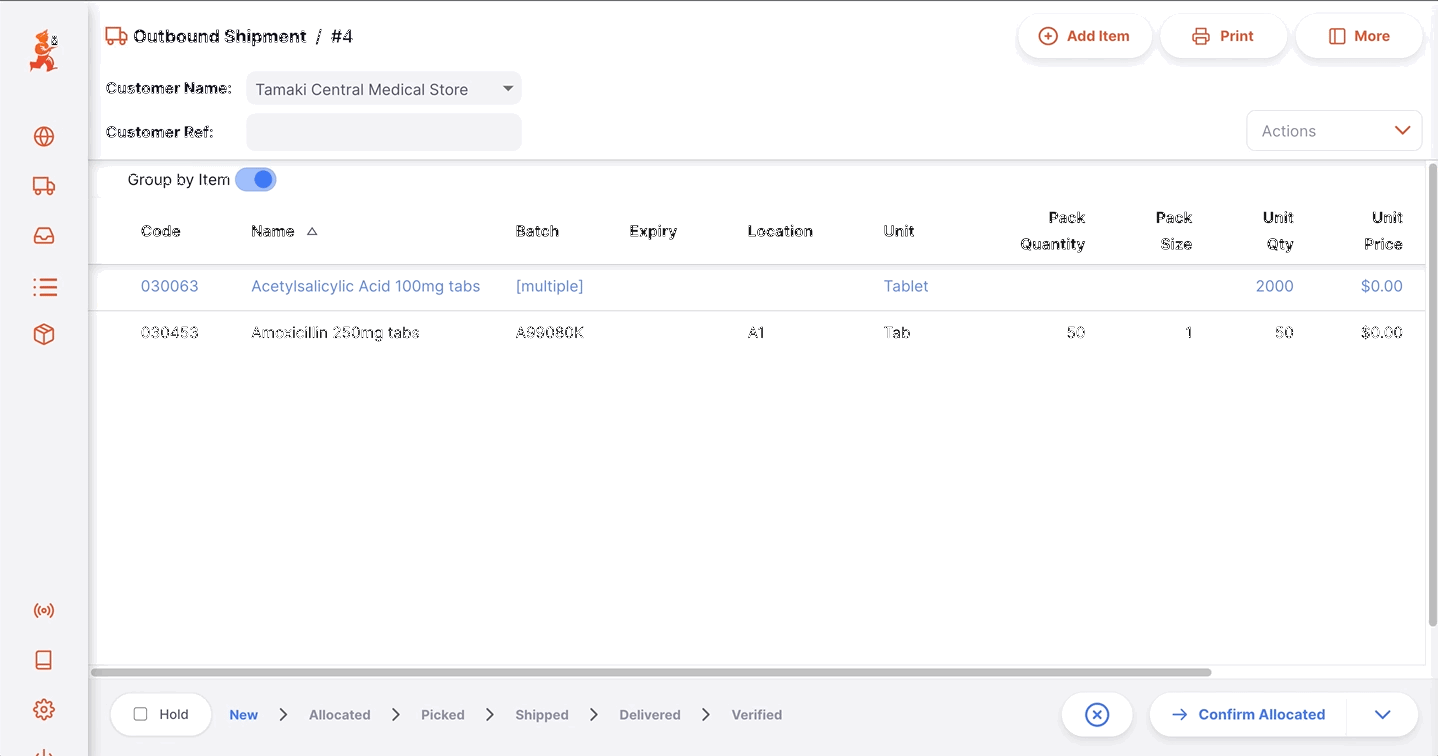 Outbound Shipment / #4
Add Item
Print
More
Customer Name: Tamaki Central Medical Store
Customer Ref:
Actions
Group by Item
Code Name Batch Expiry Location Unit Pack Quantity Pack Size Unit Qty Unit Price
030063 Acetylsalicylic Acid 100mg tabs [multiple] Tablet 2000 $0.00
030453 Amoxicillin 250mg tabs A99080K A1 Tab 50 1 50 $0.00
Hold New Allocated Picked Shipped Delivered Verified Confirm Allocated